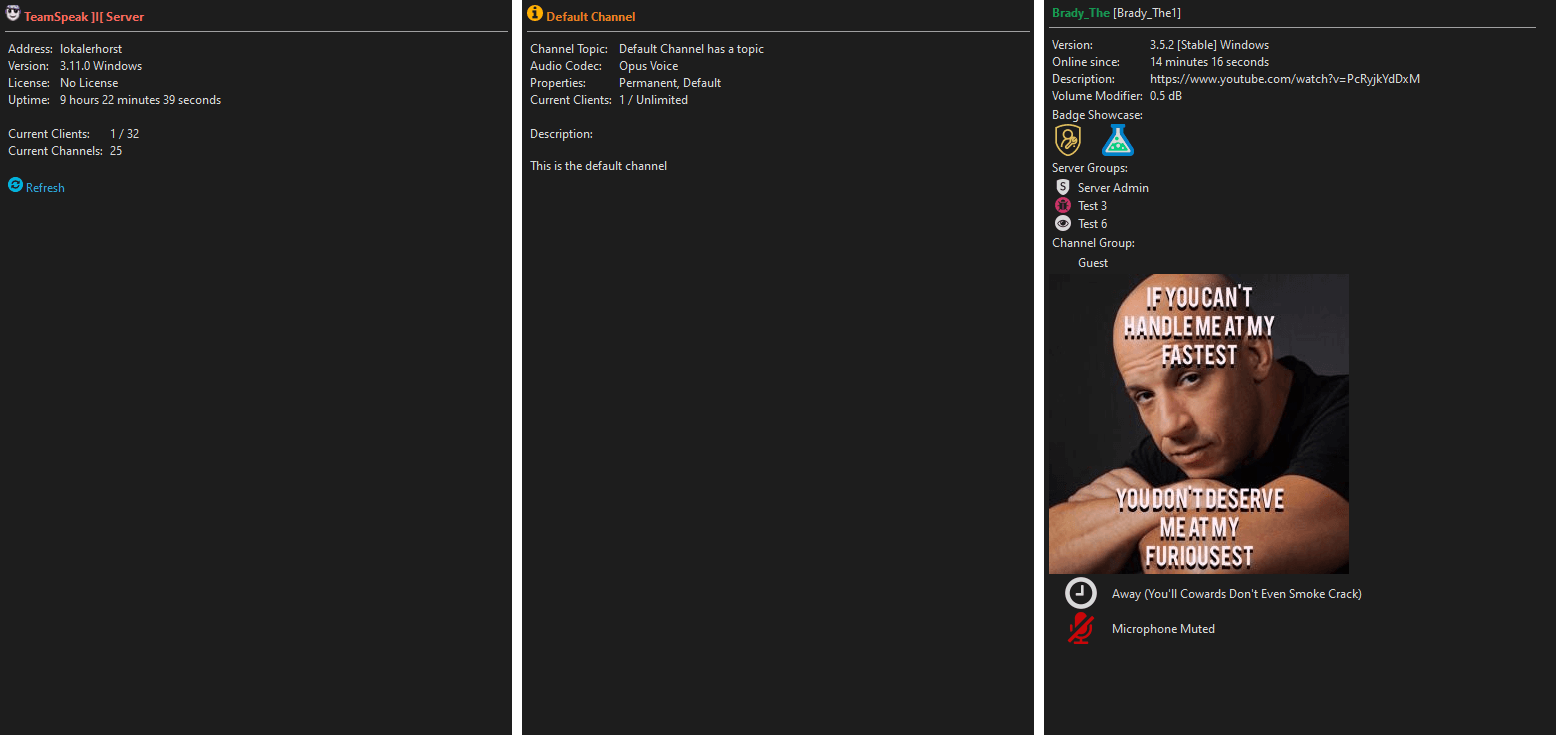 TeamSpeak ]I[ Server
Address: lokalerhorst
Version: 3.11.0 Windows
License: No License
Uptime: 9 hours 22 minutes 39 seconds
Current Clients: 1 / 32
Current Channels: 25
Refresh
Default Channel
Channel Topic: Default Channel has a topic
Audio Codec: Opus Voice
Properties: Permanent, Default
Current Clients: 1 / Unlimited
Description:
This is the default channel
Brady_The [Brady_The1]
Version: 3.5.2 [Stable] Windows
Online since: 14 minutes 16 seconds
Description: https://www.youtube.com/watch?v=PcRyjkYdDxM
Volume Modifier: 0.5 dB
Badge Showcase:
Server Groups:
S Server Admin
Test 3
Test 6
Channel Group:
Guest
IF YOU CAN'T
HANDLE ME AT MY
FASTEST
YOU DON'T DESERVE
ME AT MY
FURIOUSEST
Away (You'll Cowards Don't Even Smoke Crack)
Microphone Muted